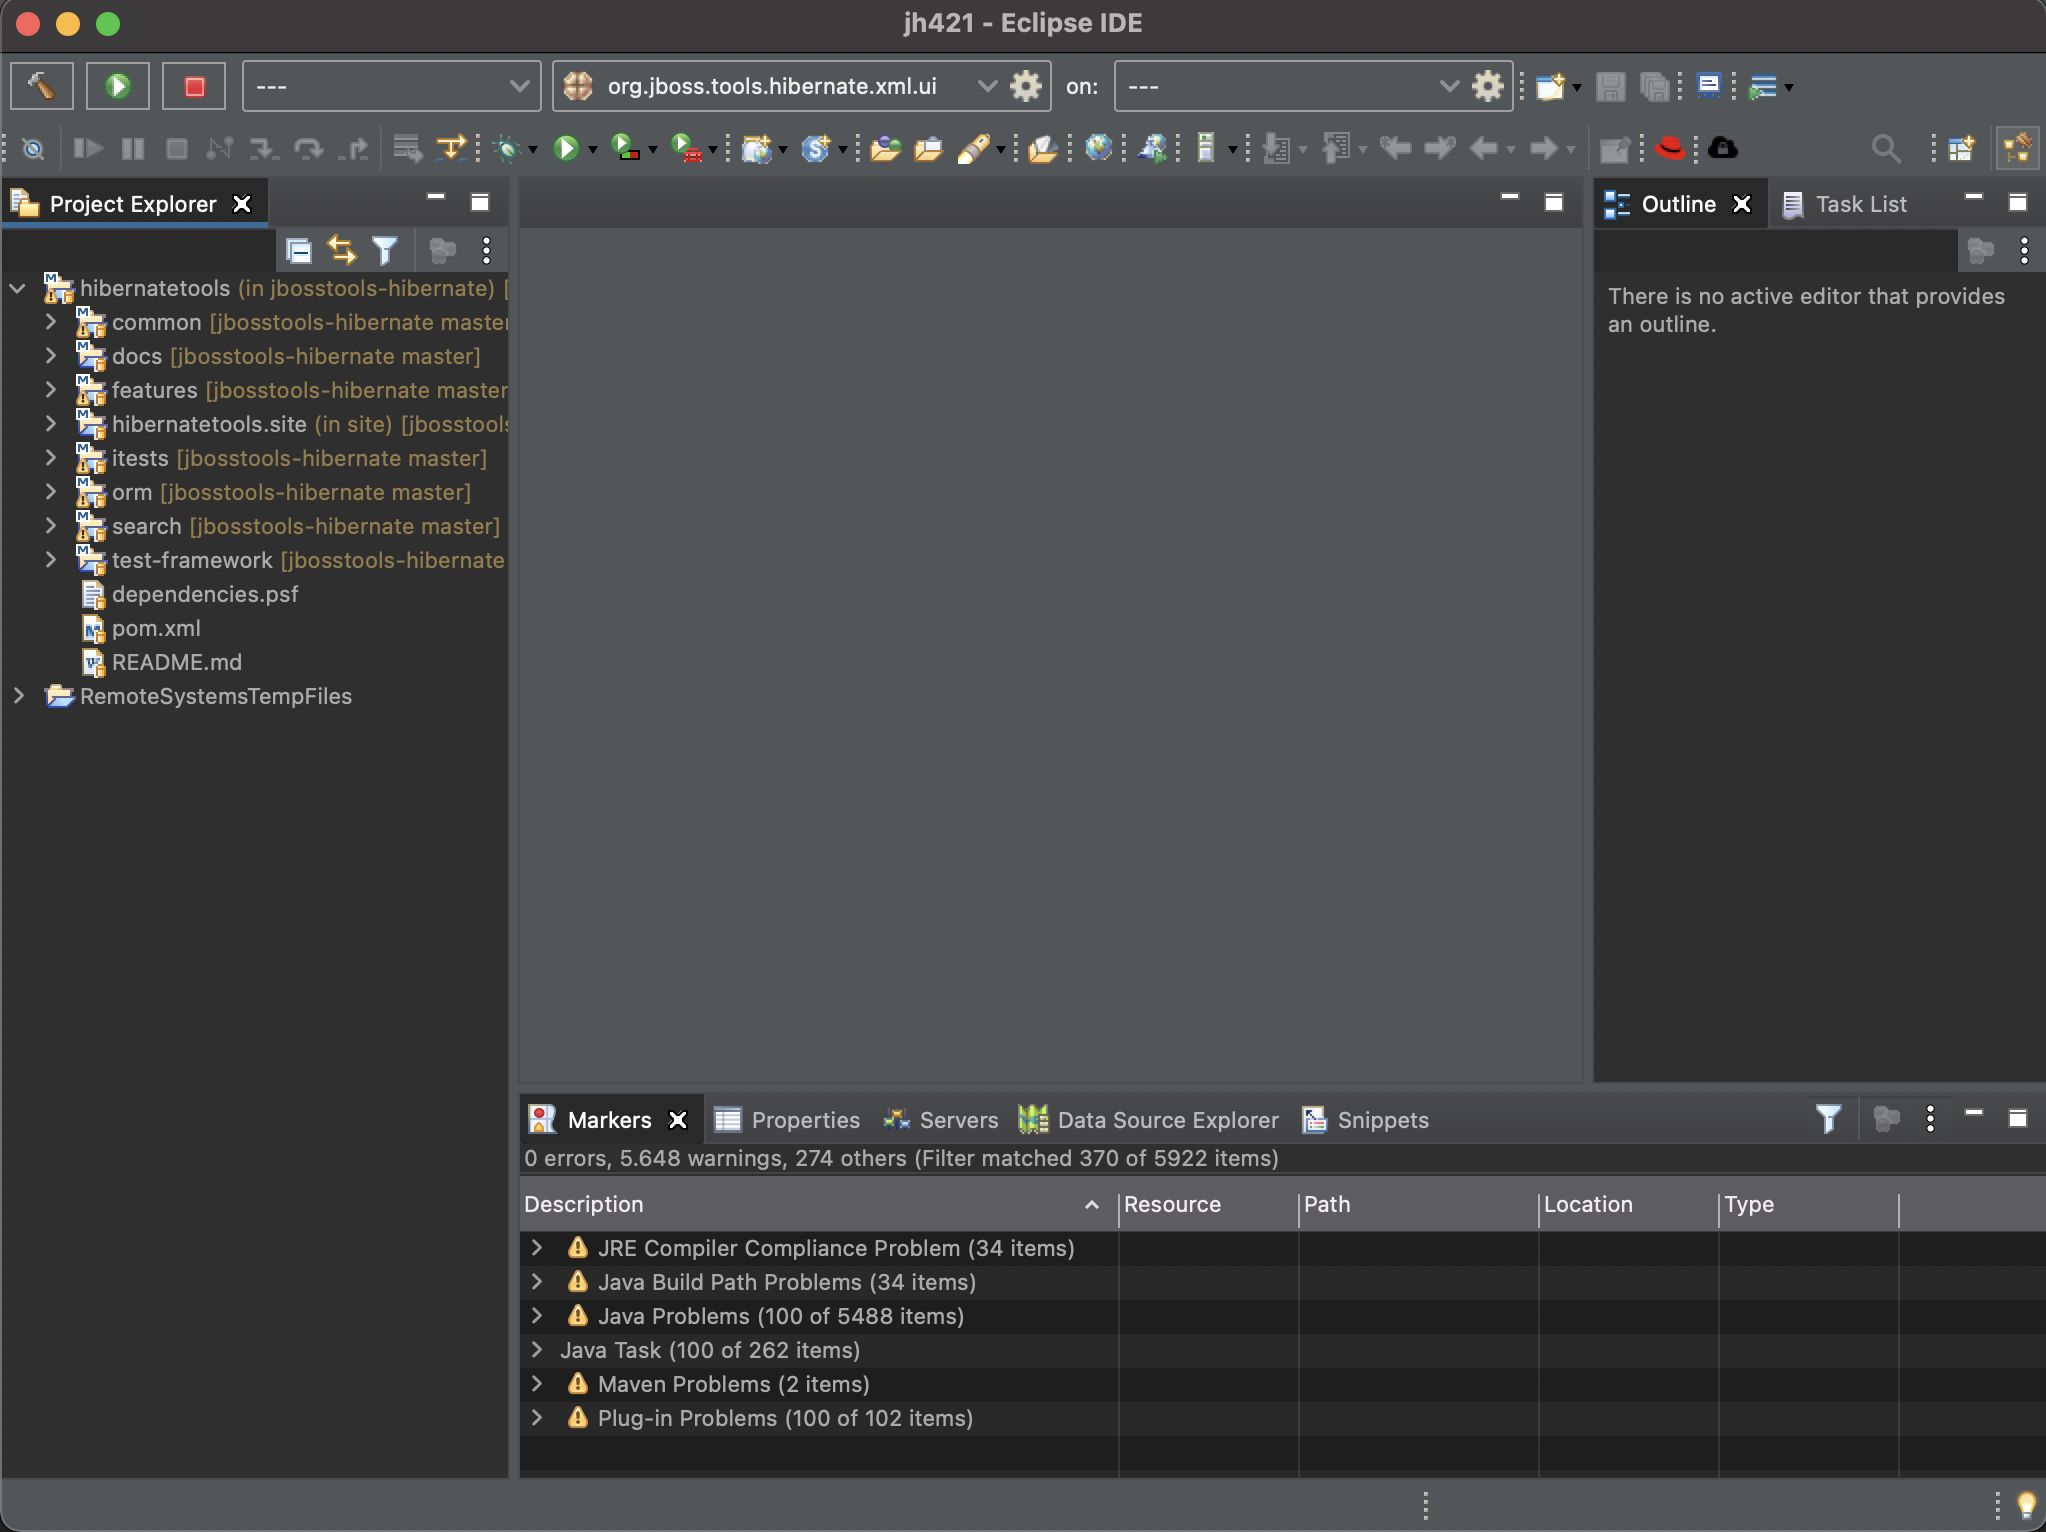 jh421 - Eclipse IDE
---
org.jboss.tools.hibernate.xml.ui
on:
---
Project Explorer
hibernatetools (in jbosstools-hibernate) [
common [jbosstools-hibernate master
docs [jbosstools-hibernate master]
features [jbosstools-hibernate master
hibernatetools.site (in site) [jbosstools
itests [jbosstools-hibernate master]
orm [jbosstools-hibernate master]
search [jbosstools-hibernate master]
test-framework [jbosstools-hibernate
dependencies.psf
pom.xml
README.md
RemoteSystemsTempFiles
Outline
Task List
There is no active editor that provides
an outline.
Markers
Properties
Servers
Data Source Explorer
Snippets
0 errors, 5.648 warnings, 274 others (Filter matched 370 of 5922 items)
Description
Resource
Path
Location
Type
JRE Compiler Compliance Problem (34 items)
Java Build Path Problems (34 items)
Java Problems (100 of 5488 items)
Java Task (100 of 262 items)
Maven Problems (2 items)
Plug-in Problems (100 of 102 items)